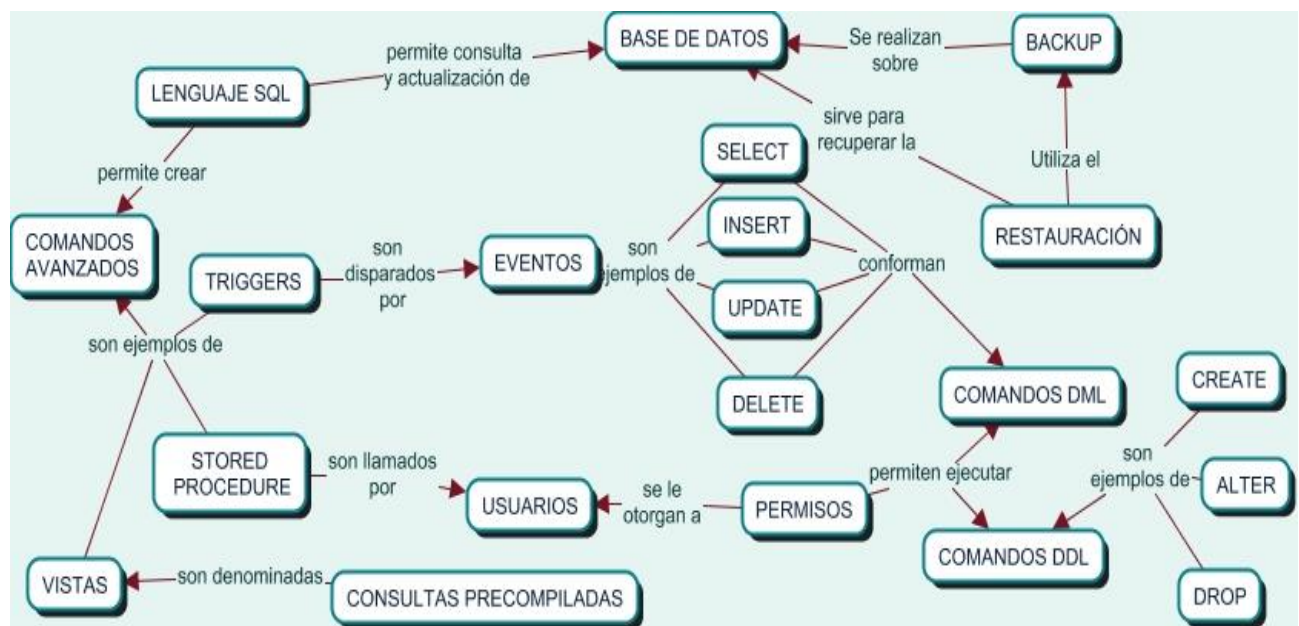 BASE DE DATOS
Se realizan
sobre
BACKUP
permite consulta
y actualización de
LENGUAJE SQL
sirve para
recuperar la
SELECT
Utiliza el
permite crear
INSERT
RESTAURACIÓN
COMANDOS
AVANZADOS
TRIGGERS
son
disparados
por
EVENTOS
son
ejemplos de
conforman
UPDATE
son ejemplos de
DELETE
COMANDOS DML
CREATE
STORED
PROCEDURE
son llamados
por
USUARIOS
se le
otorgan a
PERMISOS
permiten ejecutar
son
ejemplos de
ALTER
COMANDOS DDL
VISTAS
son denominadas
CONSULTAS PRECOMPILADAS
DROP